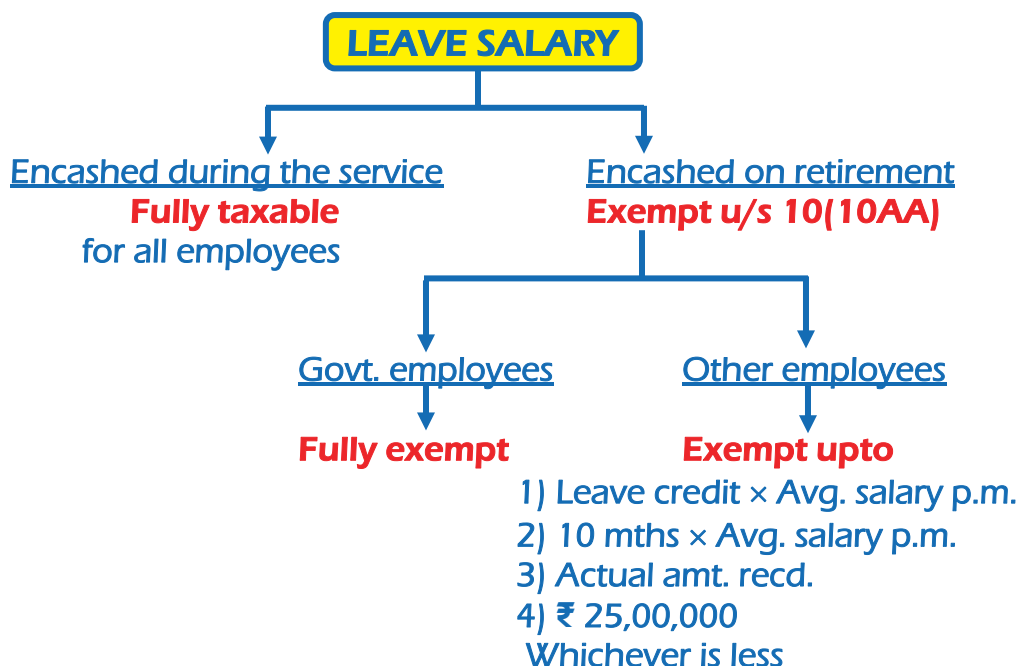 LEAVE SALARY
Encashed during the service
Fully taxable
for all employees
Encashed on retirement
Exempt u/s 10(10AA)
Govt. employees
Fully exempt
Other employees
Exempt upto
1) Leave credit × Avg. salary p.m.
2) 10 mths × Avg. salary p.m.
3) Actual amt. recd.
4) ₹ 25,00,000
Whichever is less